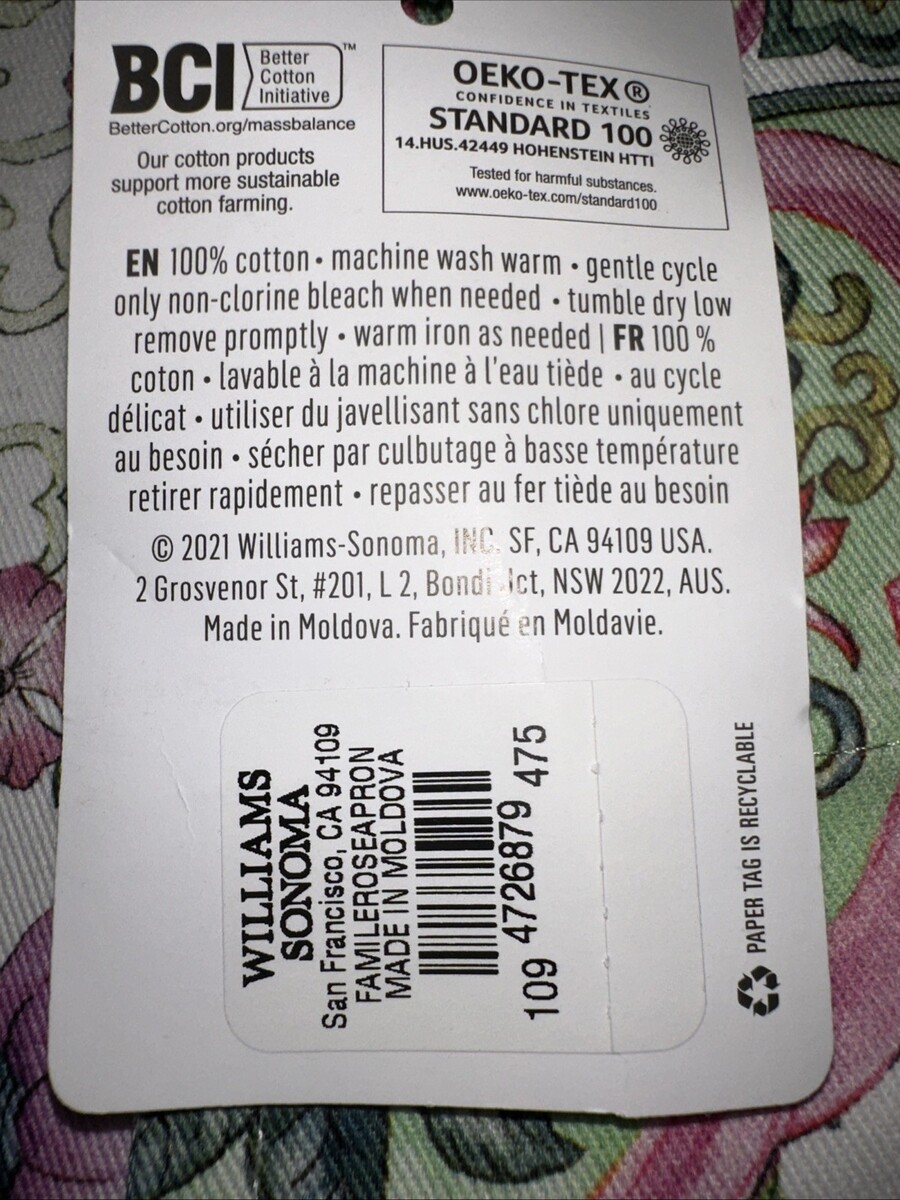 BCI Better Cotton Initiative™
BetterCotton.org/massbalance
Our cotton products
support more sustainable
cotton farming.
OEKO-TEX®
CONFIDENCE IN TEXTILES
STANDARD 100
14.HUS.42449 HOHENSTEIN HTTI
Tested for harmful substances.
www.oeko-tex.com/standard100
EN 100% cotton • machine wash warm • gentle cycle
only non-clorine bleach when needed • tumble dry low
remove promptly • warm iron as needed | FR 100 %
coton • lavable à la machine à l'eau tiède • au cycle
délicat • utiliser du javellisant sans chlore uniquement
au besoin • sécher par culbutage à basse température
retirer rapidement • repasser au fer tiède au besoin
© 2021 Williams-Sonoma, INC. SF, CA 94109 USA.
2 Grosvenor St, #201, L 2, Bondi Jct, NSW 2022, AUS.
Made in Moldova. Fabriqué en Moldavie.
WILLIAMS
SONOMA
San Francisco, CA 94109
FAMILEROSEAPRON
MADE IN MOLDOVA
109 4726879 475
PAPER TAG IS RECYCLABLE